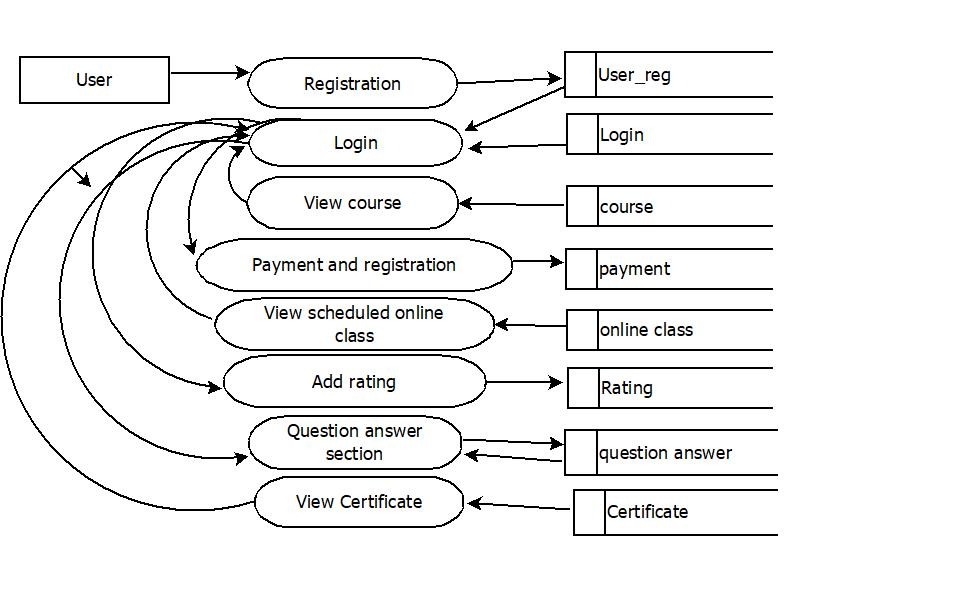 User
Registration
User_reg
Login
Login
View course
course
Payment and registration
payment
View scheduled online
class
online class
Add rating
Rating
Question answer
section
question answer
View Certificate
Certificate